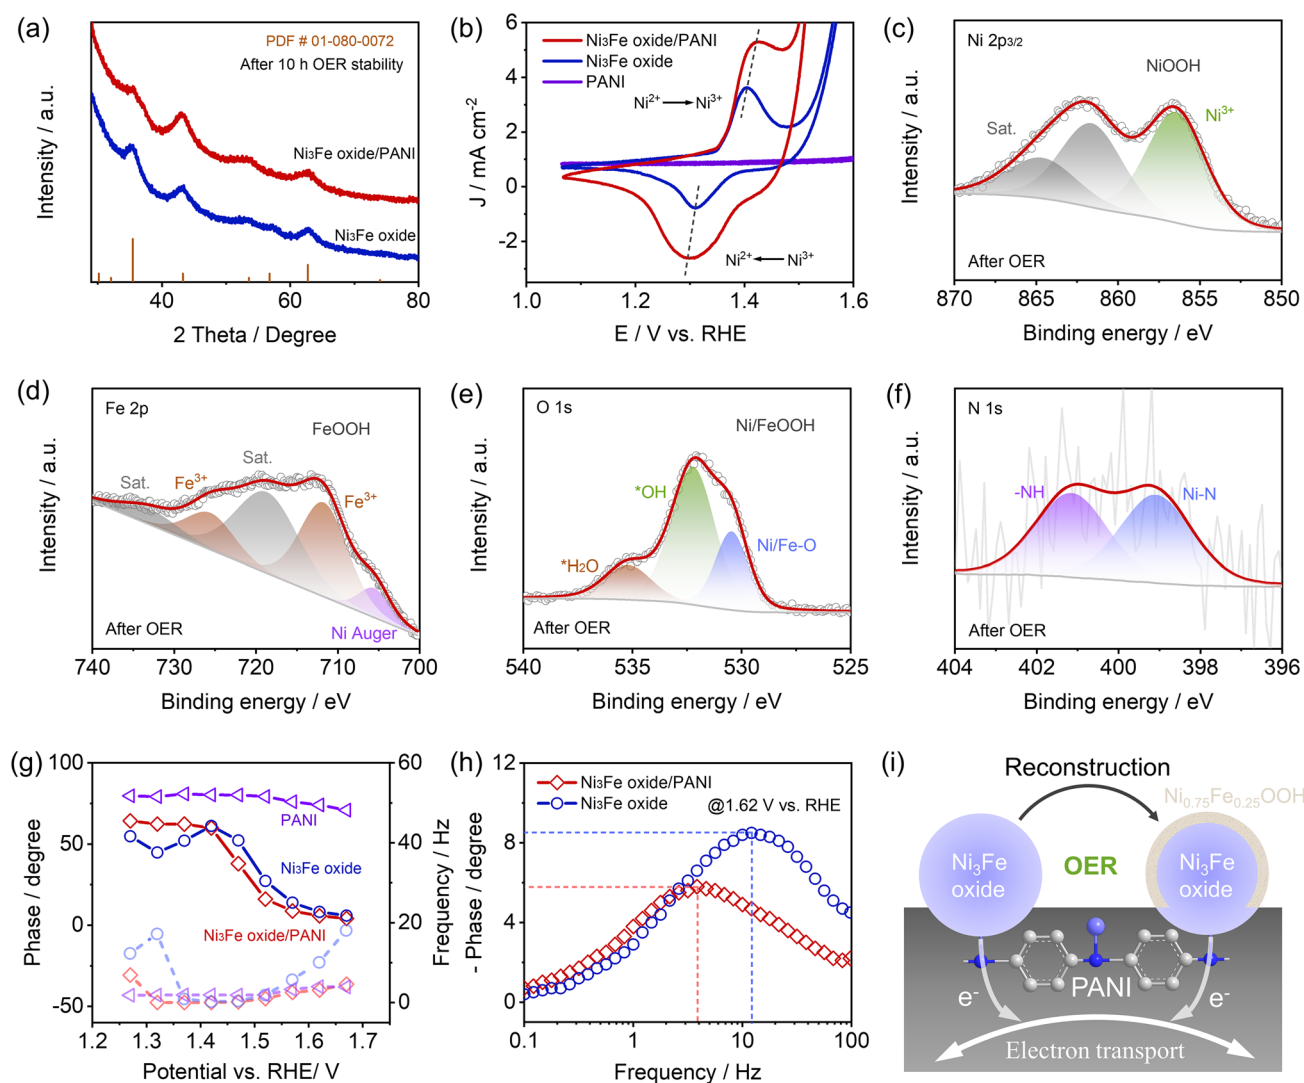 (a)
PDF # 01-080-0072
After 10 h OER stability
Ni₃Fe oxide/PANI
Ni₃Fe oxide
Intensity / a.u.
40 60 80
2 Theta / Degree
(b)
Ni₃Fe oxide/PANI
Ni₃Fe oxide
PANI
Ni²⁺ → Ni³⁺
Ni²⁺ ← Ni³⁺
J / mA cm⁻²
6
4
2
0
-2
1.0 1.2 1.4 1.6
E / V vs. RHE
(c)
Ni 2p₃/₂
NiOOH
Sat.
Ni³⁺
After OER
Intensity / a.u.
870 865 860 855 850
Binding energy / eV
(d)
Fe 2p
FeOOH
Sat.
Sat.
Fe³⁺
Fe³⁺
Ni Auger
After OER
Intensity / a.u.
740 730 720 710 700
Binding energy / eV
(e)
O 1s
Ni/FeOOH
*OH
Ni/Fe-O
*H₂O
After OER
Intensity / a.u.
540 535 530 525
Binding energy / eV
(f)
N 1s
-NH
Ni-N
After OER
Intensity / a.u.
404 402 400 398 396
Binding energy / eV
(g)
PANI
Ni₃Fe oxide
Ni₃Fe oxide/PANI
Phase / degree
100
50
0
-50
Frequency / Hz
60
40
20
0
1.2 1.3 1.4 1.5 1.6 1.7
Potential vs. RHE/ V
(h)
Ni₃Fe oxide/PANI
Ni₃Fe oxide
@1.62 V vs. RHE
- Phase / degree
12
8
4
0
0.1 1 10 100
Frequency / Hz
(i)
Reconstruction
Ni₀.₇₅Fe₀.₂₅OOH
Ni₃Fe
oxide
OER
Ni₃Fe
oxide
PANI
e⁻
e⁻
Electron transport